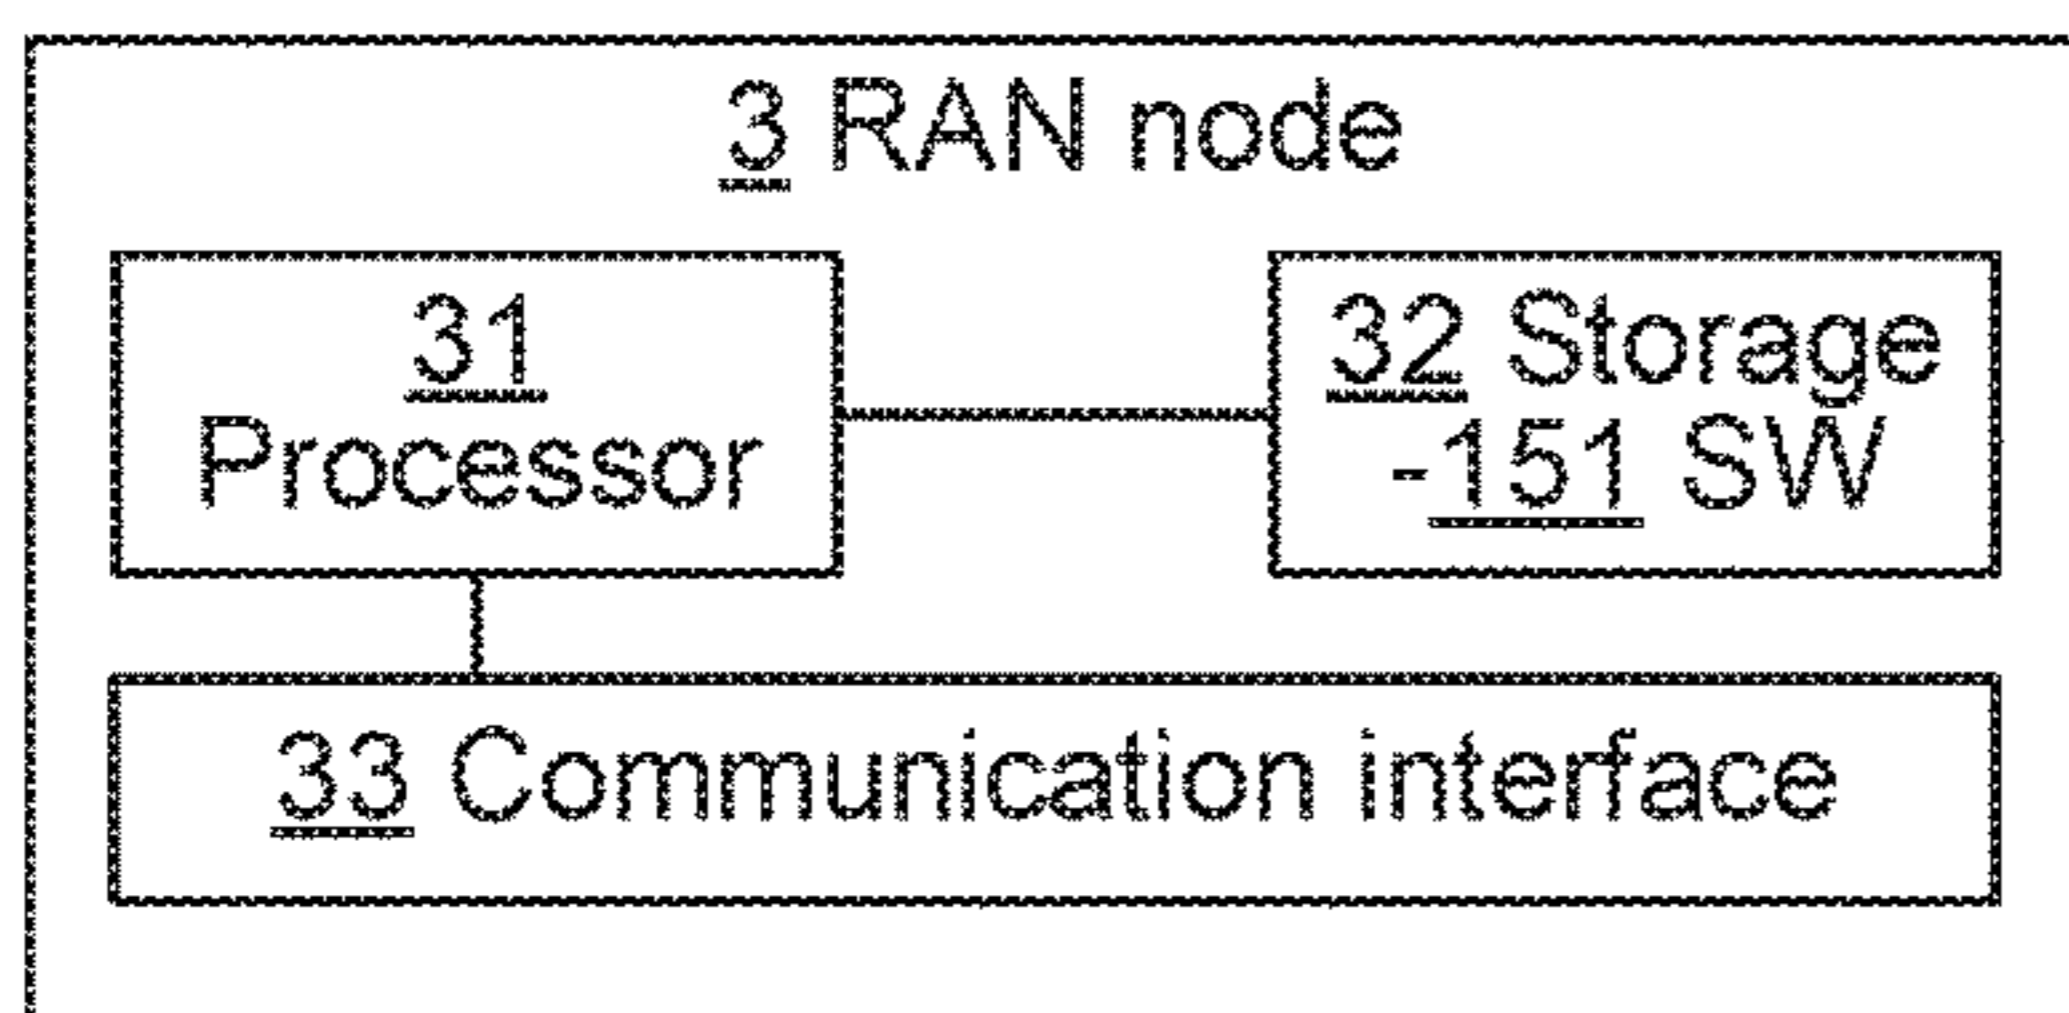 3 RAN node
31
Processor
32 Storage
-151 SW
33 Communication interface